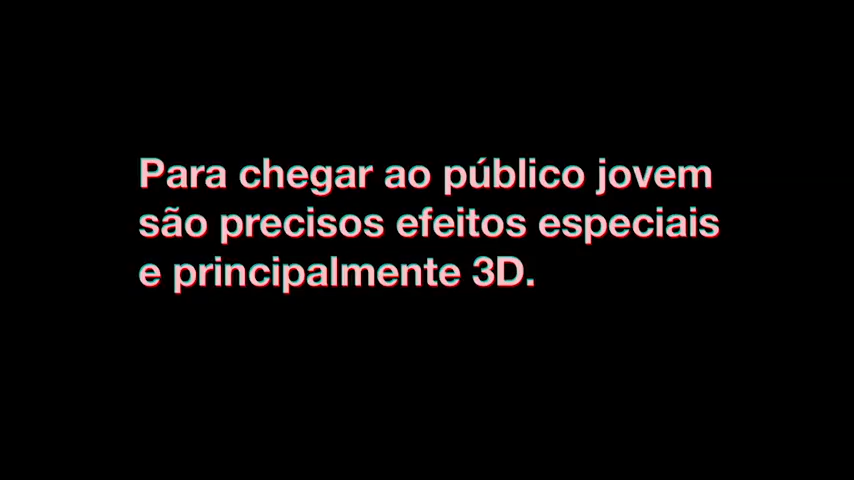 Para chegar ao público jovem
são precisos efeitos especiais
e principalmente 3D.